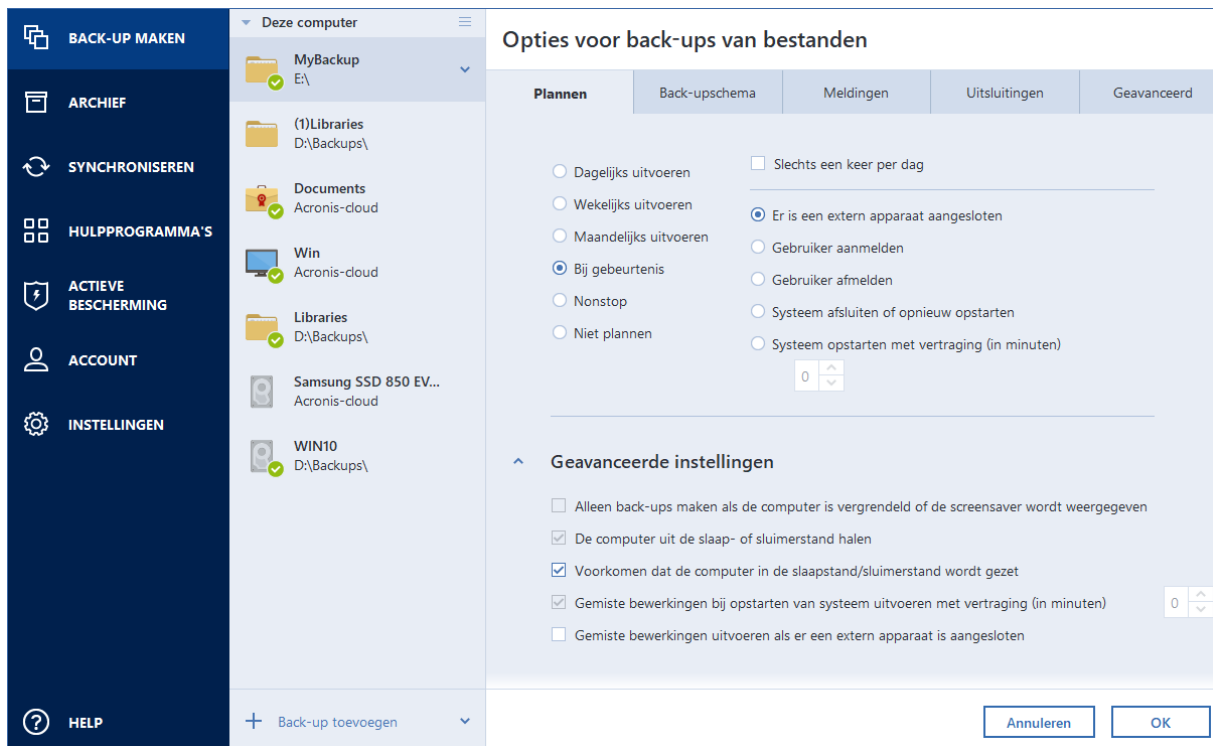 BACK-UP MAKEN
ARCHIEF
SYNCHRONISEREN
HULPPROGRAMMA'S
ACTIEVE
BESCHERMING
ACCOUNT
INSTELLINGEN
HELP
Deze computer
MyBackup
E:\
(1)Libraries
D:\Backups\
Documents
Acronis-cloud
Win
Acronis-cloud
Libraries
D:\Backups\
Samsung SSD 850 EV...
Acronis-cloud
WIN10
D:\Backups\
Back-up toevoegen
Opties voor back-ups van bestanden
Plannen
Back-upschema
Meldingen
Uitsluitingen
Geavanceerd
Dagelijks uitvoeren
Wekelijks uitvoeren
Maandelijks uitvoeren
Bij gebeurtenis
Nonstop
Niet plannen
Slechts een keer per dag
Er is een extern apparaat aangesloten
Gebruiker aanmelden
Gebruiker afmelden
Systeem afsluiten of opnieuw opstarten
Systeem opstarten met vertraging (in minuten)
0
Geavanceerde instellingen
Alleen back-ups maken als de computer is vergrendeld of de screensaver wordt weergegeven
De computer uit de slaap- of sluimerstand halen
Voorkomen dat de computer in de slaapstand/sluimerstand wordt gezet
Gemiste bewerkingen bij opstarten van systeem uitvoeren met vertraging (in minuten) 0
Gemiste bewerkingen uitvoeren als er een extern apparaat is aangesloten
Annuleren
OK